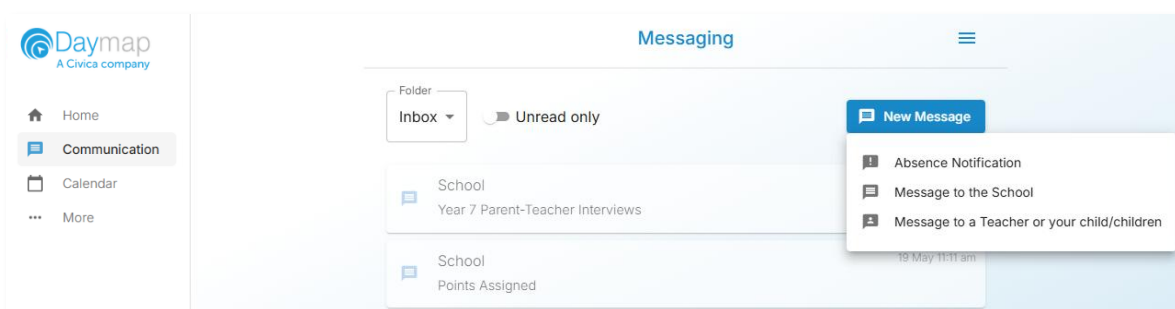 Daymap
A Civica company
Home
Communication
Calendar
More
Messaging
Folder
Inbox
Unread only
New Message
Absence Notification
Message to the School
Message to a Teacher or your child/children
School
Year 7 Parent-Teacher Interviews
School
19 May 11:11 am
Points Assigned